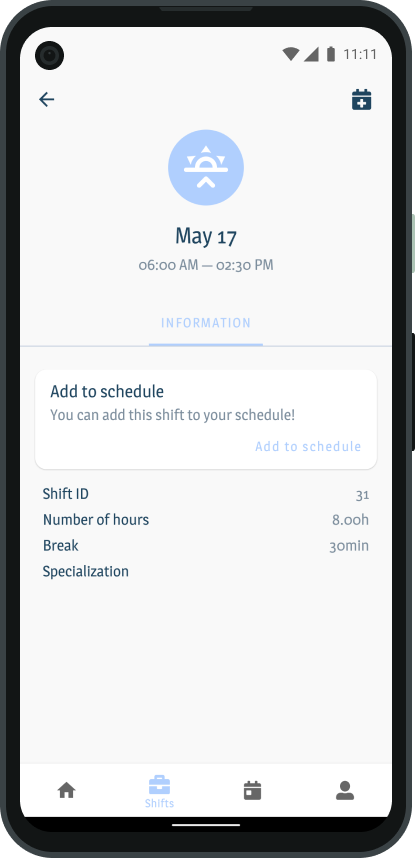 11:11
May 17
06:00 AM — 02:30 PM
INFORMATION
Add to schedule
You can add this shift to your schedule!
Add to schedule
Shift ID 31
Number of hours 8.00h
Break 30min
Specialization
Shifts